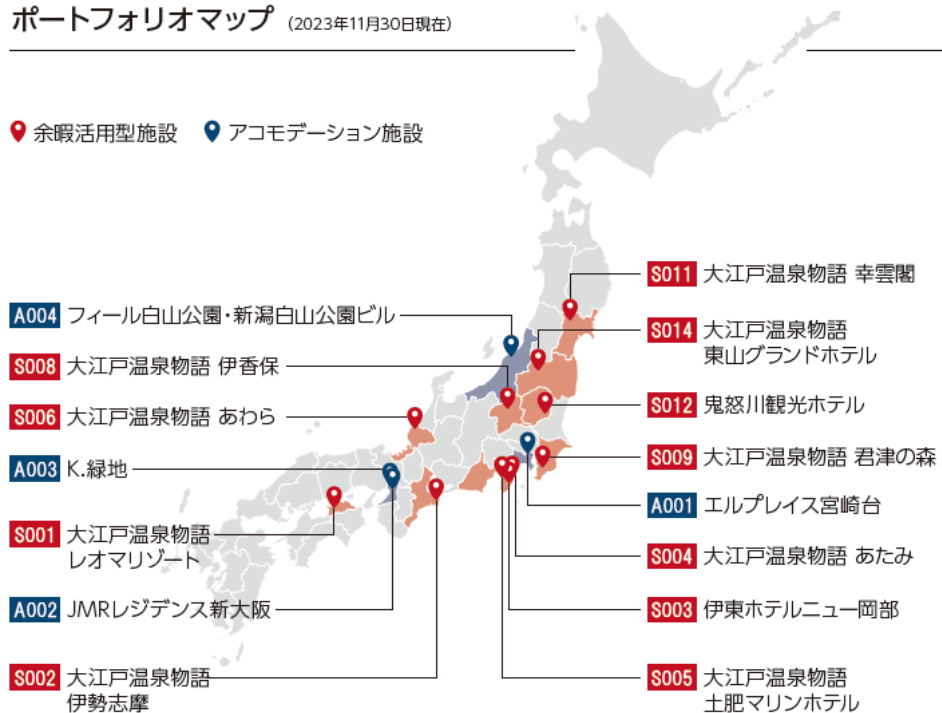 ポートフォリオマップ (2023年11月30日現在)
余暇活用型施設 アコモデーション施設
A004 フィール白山公園・新潟白山公園ビル
S008 大江戸温泉物語 伊香保
S006 大江戸温泉物語 あわら
A003 K.緑地
S001 大江戸温泉物語
レオマリゾート
A002 JMRレジデンス新大阪
S002 大江戸温泉物語
伊勢志摩
S011 大江戸温泉物語 幸雲閣
S014 大江戸温泉物語
東山グランドホテル
S012 鬼怒川観光ホテル
S009 大江戸温泉物語 君津の森
A001 エルプレイス宮崎台
S004 大江戸温泉物語 あたみ
S003 伊東ホテルニュー岡部
S005 大江戸温泉物語
土肥マリンホテル